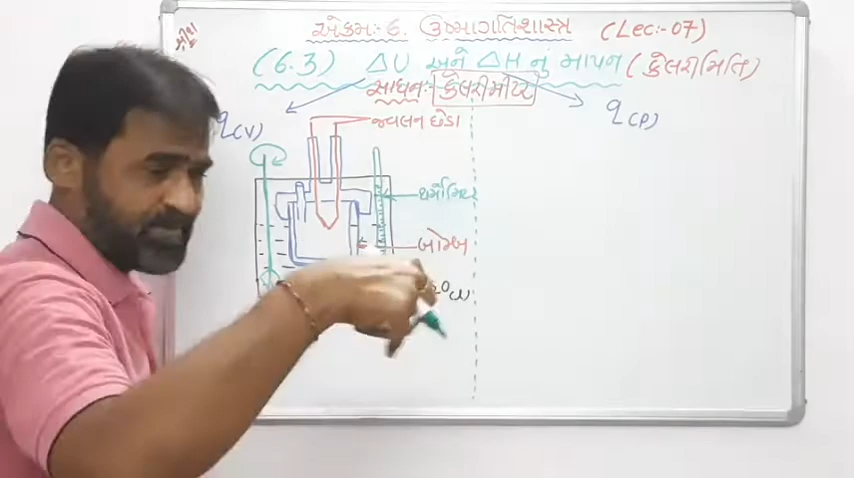 એકમ:- 6. ઉષ્માગતિશાસ્ત્ર (Lec:-07)
(6.3) ΔU અને ΔH નું માપન (કેલરીમિતિ)
સાધન:- કેલરીમીટર
q(V)
q(P)
જ્વલન છેડા
થર્મોમિટર
બોમ્બ